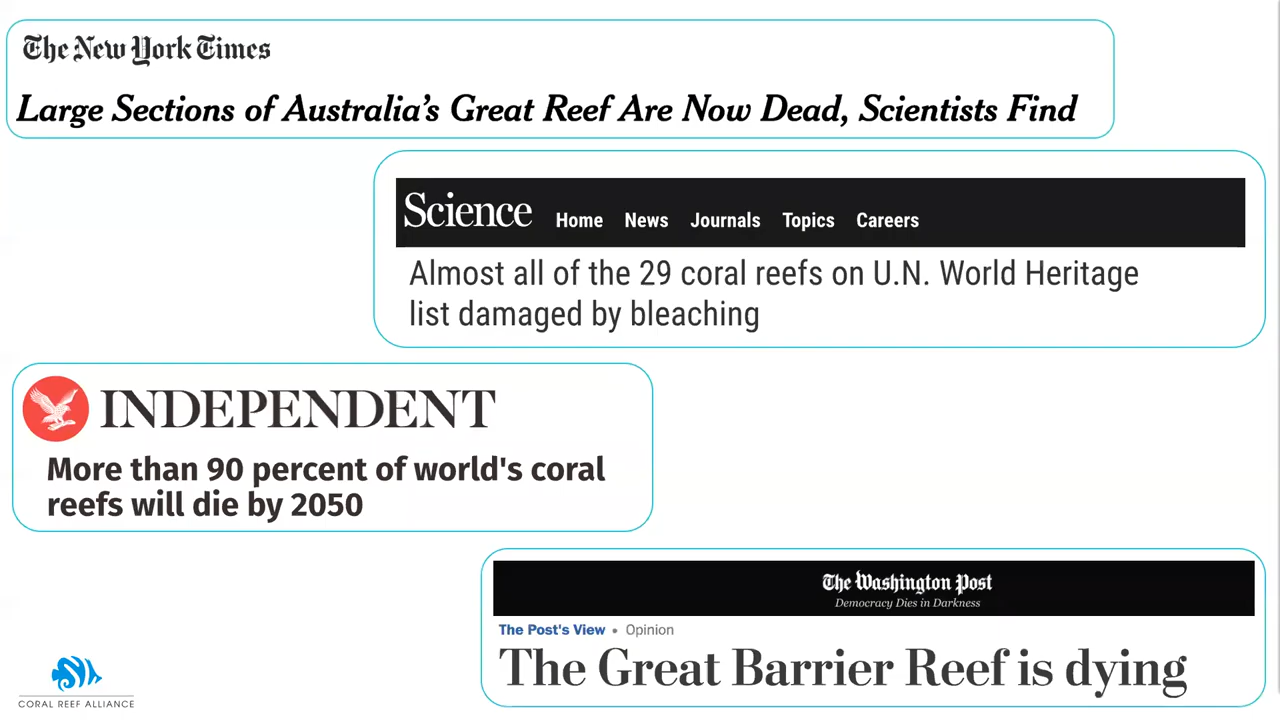 The New York Times
Large Sections of Australia's Great Reef Are Now Dead, Scientists Find
Science Home News Journals Topics Careers
Almost all of the 29 coral reefs on U.N. World Heritage
list damaged by bleaching
INDEPENDENT
More than 90 percent of world's coral
reefs will die by 2050
The Washington Post
Democracy Dies in Darkness
The Post's View • Opinion
The Great Barrier Reef is dying
CORAL REEF ALLIANCE